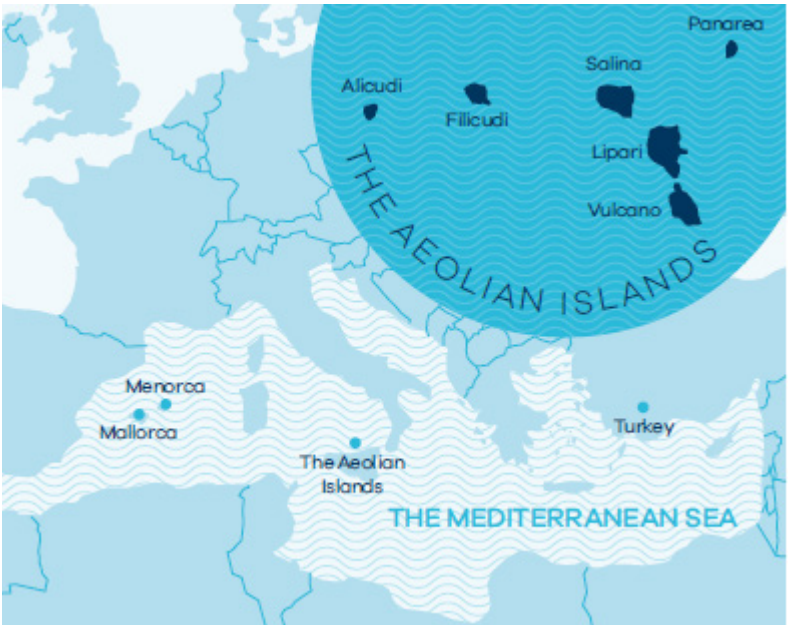 Panarea
Salina
Alicudi
Filicudi
Lipari
Vulcano
THE AEOLIAN ISLANDS
Menorca
Mallorca
Turkey
The Aeolian
Islands
THE MEDITERRANEAN SEA